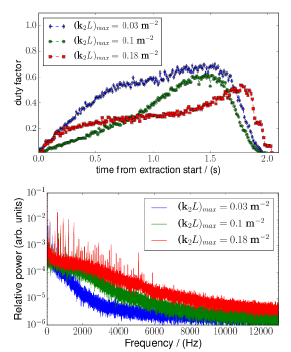 (k₂L)ₘₐₓ = 0.03 m⁻²
(k₂L)ₘₐₓ = 0.1 m⁻²
(k₂L)ₘₐₓ = 0.18 m⁻²
duty factor
1.0
0.8
0.6
0.4
0.2
0.0
0.0 0.5 1.0 1.5 2.0
time from extraction start / (s)
(k₂L)ₘₐₓ = 0.03 m⁻²
(k₂L)ₘₐₓ = 0.1 m⁻²
(k₂L)ₘₐₓ = 0.18 m⁻²
Relative power (arb. units)
10⁻¹
10⁻²
10⁻³
10⁻⁴
10⁻⁵
10⁻⁶
0 2000 4000 6000 8000 10000 12000
Frequency / (Hz)